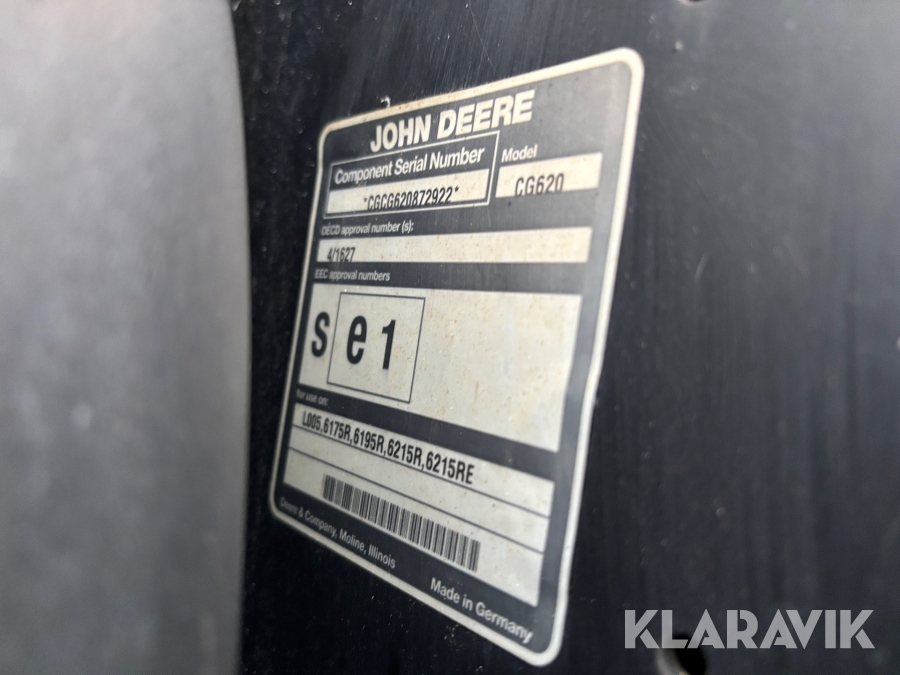 JOHN DEERE
Component Serial Number
Model
*CGCG620872922*
CG620
OECD approval number (s):
4/1627
EEC approval numbers
s e 1
for use on:
L005,6175R,6195R,6215R,6215RE
Deere & Company, Moline, Illinois
Made in Germany
KLARAVIK